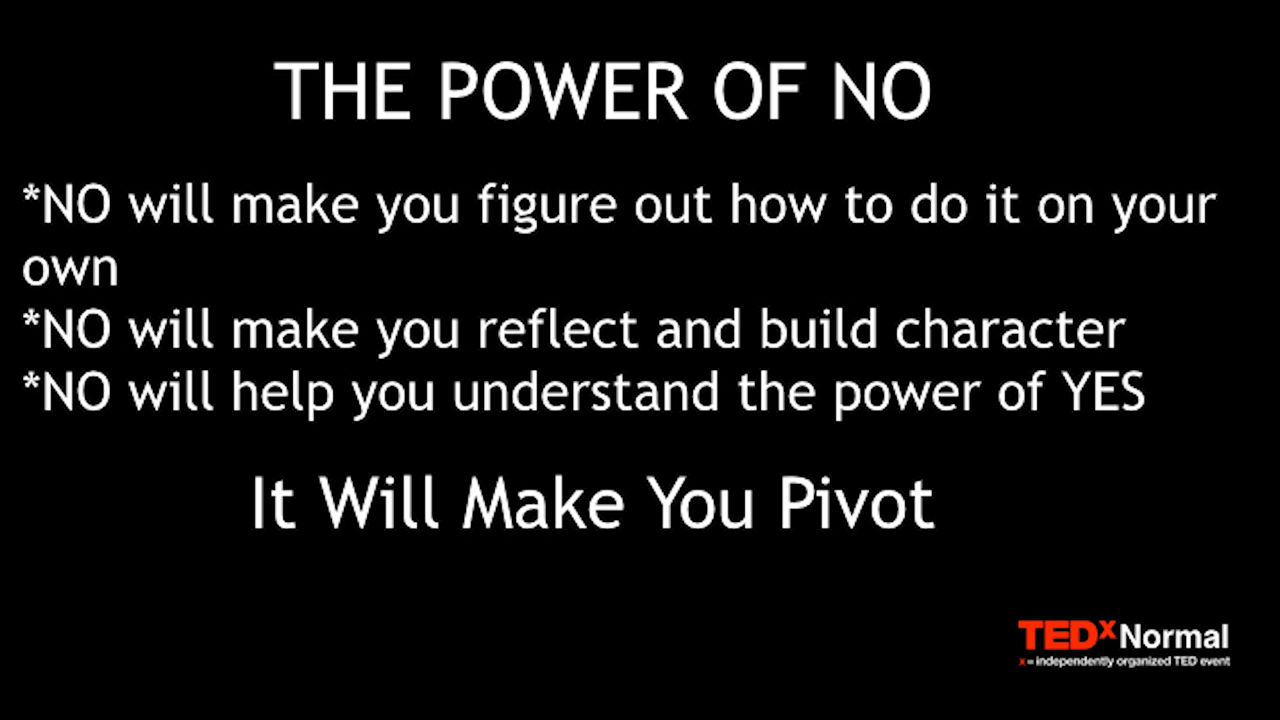 THE POWER OF NO
*NO will make you figure out how to do it on your
own
*NO will make you reflect and build character
*NO will help you understand the power of YES
It Will Make You Pivot
TEDx Normal
x = independently organized TED event